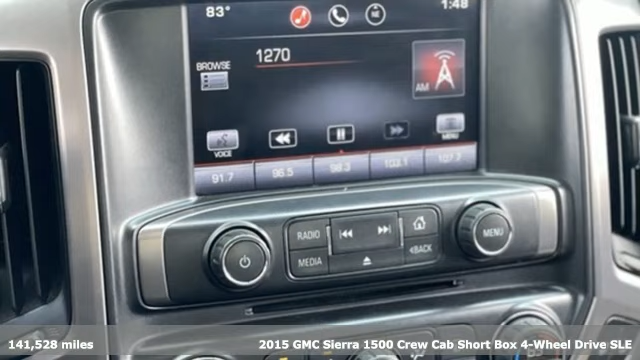 83° 1:48
NE
1270
BROWSE
AM
VOICE MENU
91.7 96.5 98.3 103.1 107.7
RADIO
MENU
MEDIA <BACK
141,528 miles 2015 GMC Sierra 1500 Crew Cab Short Box 4-Wheel Drive SLE